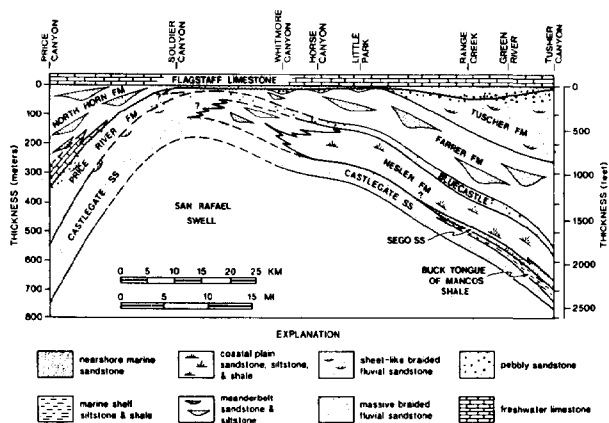 PRICE
CANYON
SOLDIER
CANYON
WHITMORE
CANYON
HORSE
CANYON
LITTLE
PARK
RANGE
CREEK
GREEN
RIVER
TUSHER
CANYON
FLAGSTAFF LIMESTONE
THICKNESS (meters)
0
100
200
300
400
500
600
700
800
THICKNESS (feet)
0
500
1000
1500
2000
2500
NORTH HORN FM
PRICE RIVER FM
CASTLEGATE SS
?
SAN RAFAEL
SWELL
TUSCHER FM
FARRER FM
BLUECASTLE
NESLEN FM
CASTLEGATE SS
SEGO SS
BUCK TONGUE
OF MANCOS
SHALE
0 5 10 15 20 25 KM
0 5 10 15 MI
EXPLANATION
nearshore marine
sandstone
coastal plain
sandstone, siltstone,
& shale
sheet-like braided
fluvial sandstone
pebbly sandstone
marine shelf
siltstone & shale
meanderbelt
sandstone &
siltstone
massive braided
fluvial sandstone
freshwater limestone